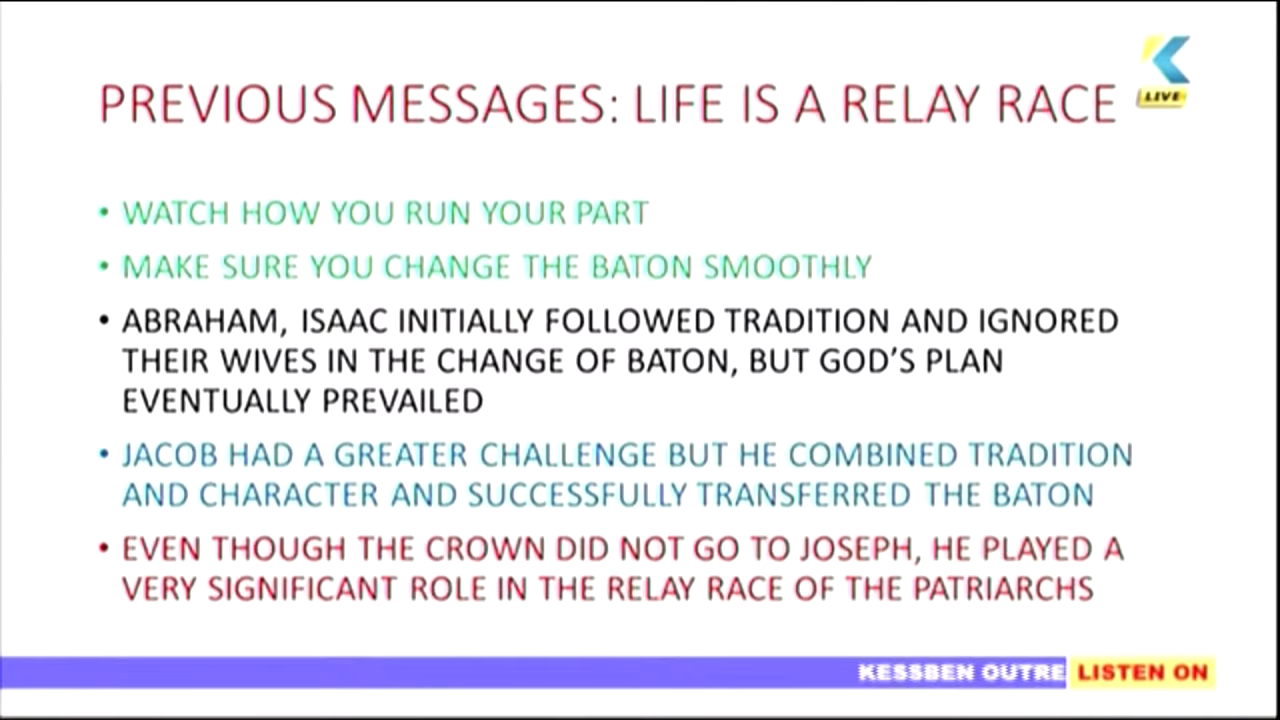 LIVE
PREVIOUS MESSAGES: LIFE IS A RELAY RACE
• WATCH HOW YOU RUN YOUR PART
• MAKE SURE YOU CHANGE THE BATON SMOOTHLY
• ABRAHAM, ISAAC INITIALLY FOLLOWED TRADITION AND IGNORED
THEIR WIVES IN THE CHANGE OF BATON, BUT GOD’S PLAN
EVENTUALLY PREVAILED
• JACOB HAD A GREATER CHALLENGE BUT HE COMBINED TRADITION
AND CHARACTER AND SUCCESSFULLY TRANSFERRED THE BATON
• EVEN THOUGH THE CROWN DID NOT GO TO JOSEPH, HE PLAYED A
VERY SIGNIFICANT ROLE IN THE RELAY RACE OF THE PATRIARCHS
KESSBEN OUTRE LISTEN ON